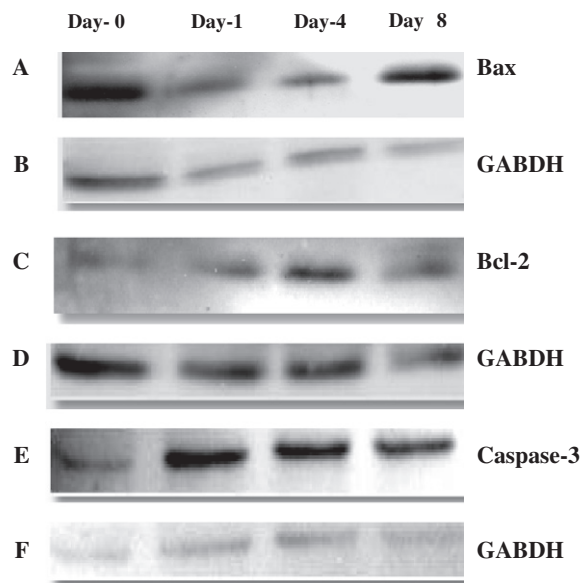 Day- 0 Day-1 Day-4 Day 8
A Bax
B GABDH
C Bcl-2
D GABDH
E Caspase-3
F GABDH